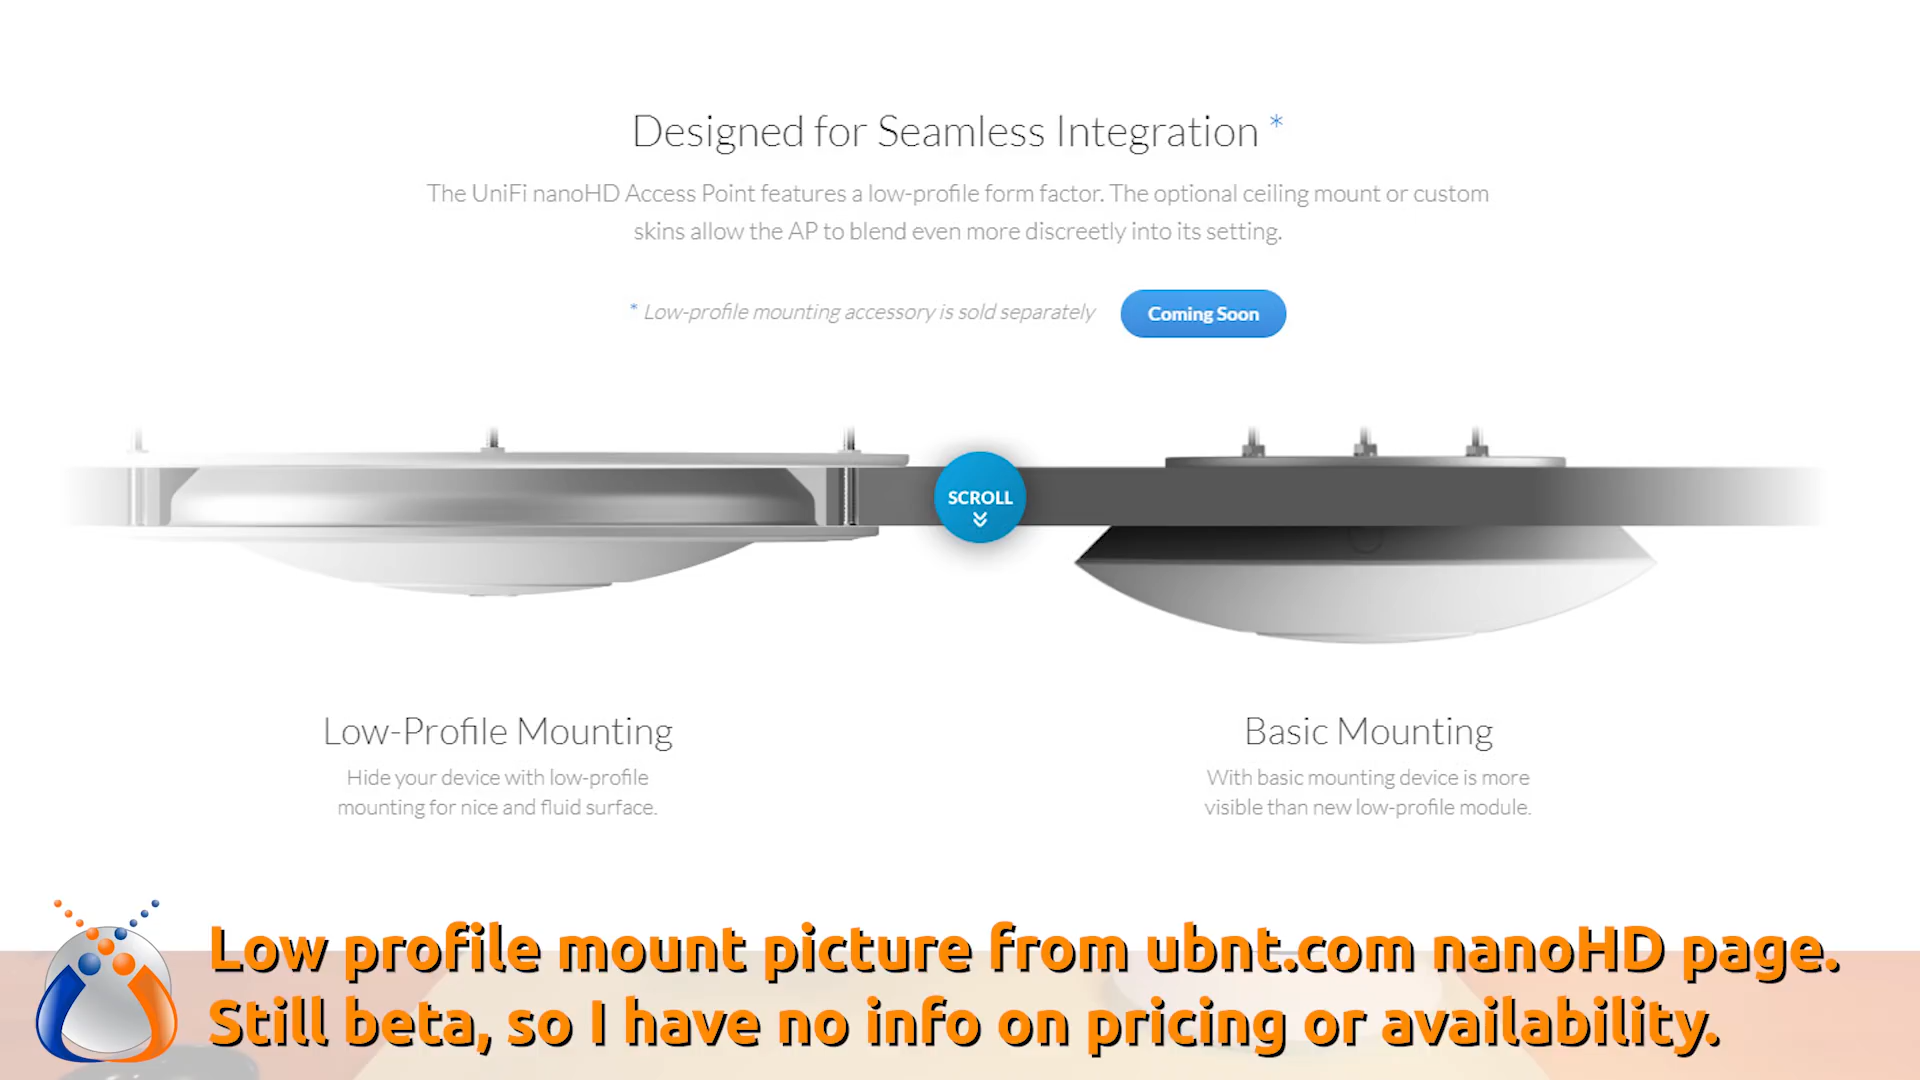 Designed for Seamless Integration *
The UniFi nanoHD Access Point features a low-profile form factor. The optional ceiling mount or custom
skins allow the AP to blend even more discreetly into its setting.
* Low-profile mounting accessory is sold separately
Coming Soon
SCROLL
Low-Profile Mounting
Hide your device with low-profile
mounting for nice and fluid surface.
Basic Mounting
With basic mounting device is more
visible than new low-profile module.
Low profile mount picture from ubnt.com nanoHD page.
Still beta, so I have no info on pricing or availability.